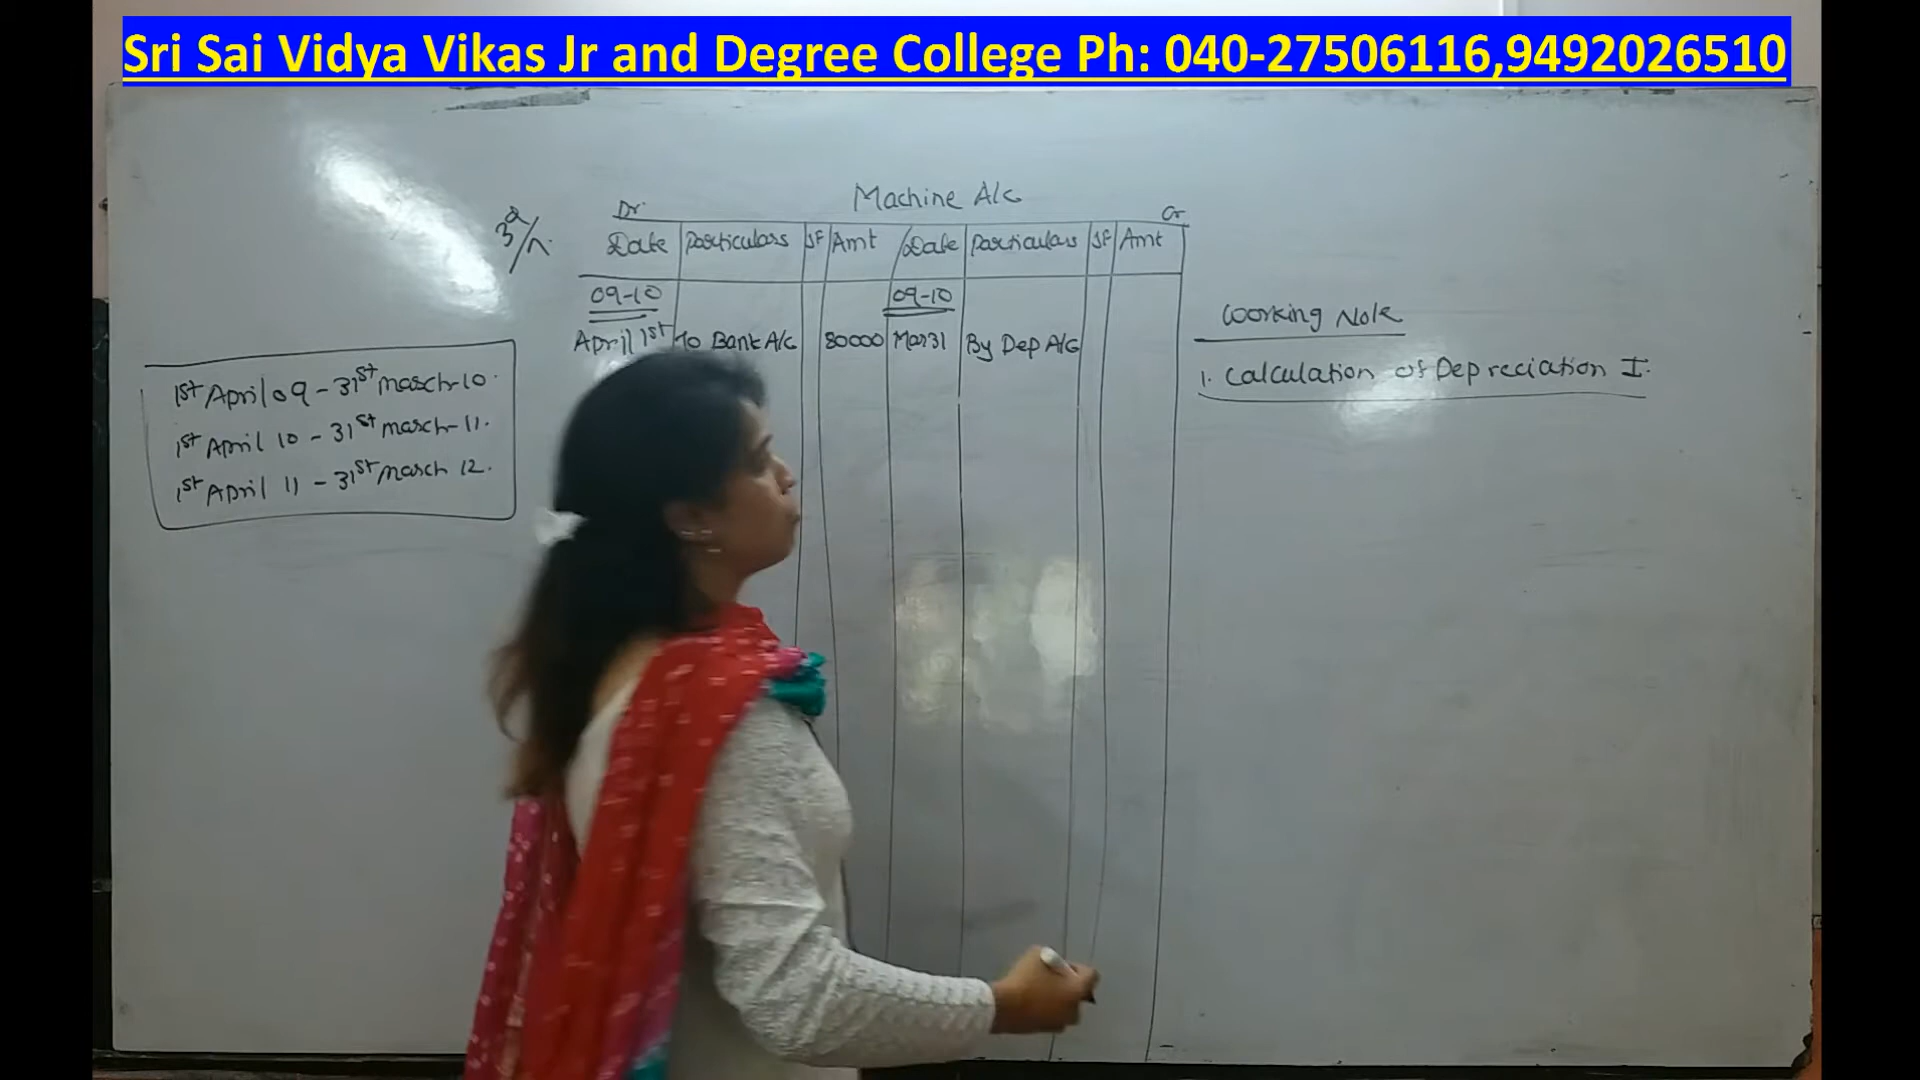 Sri Sai Vidya Vikas Jr and Degree College Ph: 040-27506116,9492026510
Machine A/c
Dr. Cr
Date Particulars JF Amt Date Particulars JF Amt
09-10 09-10
April 1st To Bank A/c 80000 Mar31 By Dep A/c
1st April 09 - 31st march-10.
1st April 10 - 31st march-11.
1st April 11 - 31st march 12.
Working Note
1. Calculation of Depreciation I.